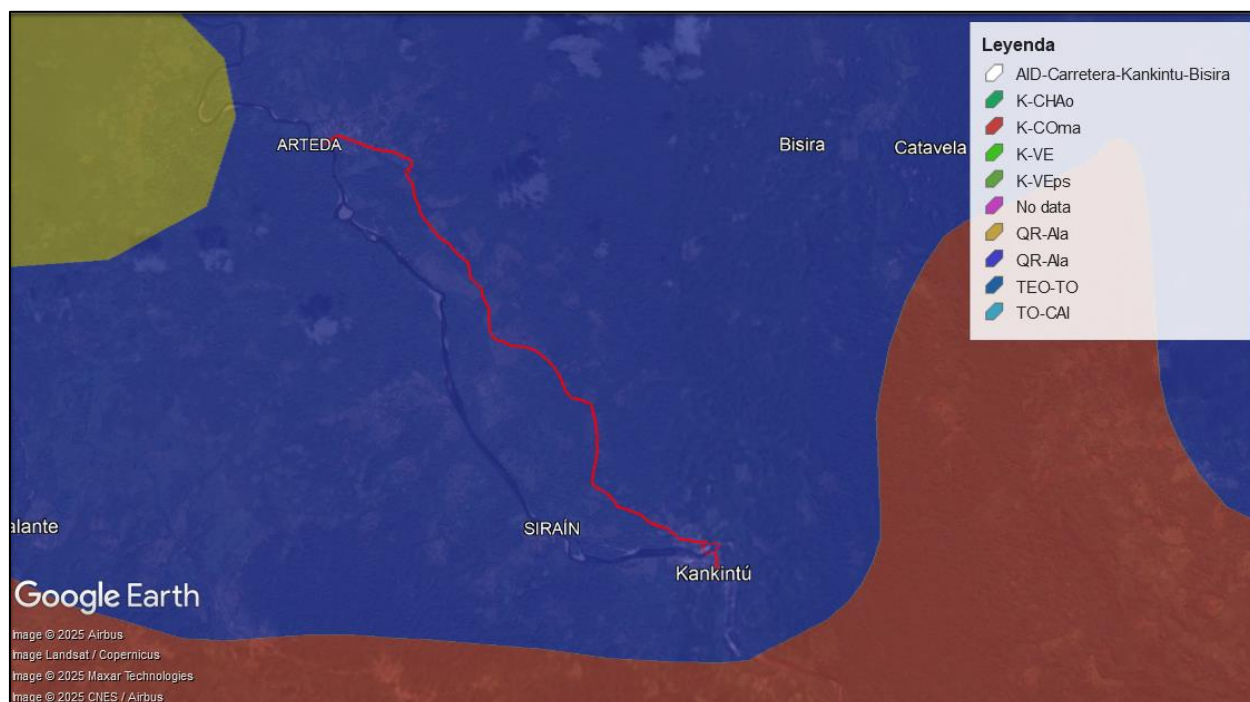 Leyenda
AID-Carretera-Kankintu-Bisira
K-CHAo
K-COma
K-VE
K-VEps
No data
QR-Ala
QR-Ala
TEO-TO
TO-CAI
ARTEDA
Bisira
Catavela
alante
SIRAÍN
Kankintú
Google Earth
Image © 2025 Airbus
Image Landsat / Copernicus
Image © 2025 Maxar Technologies
Image © 2025 CNES / Airbus